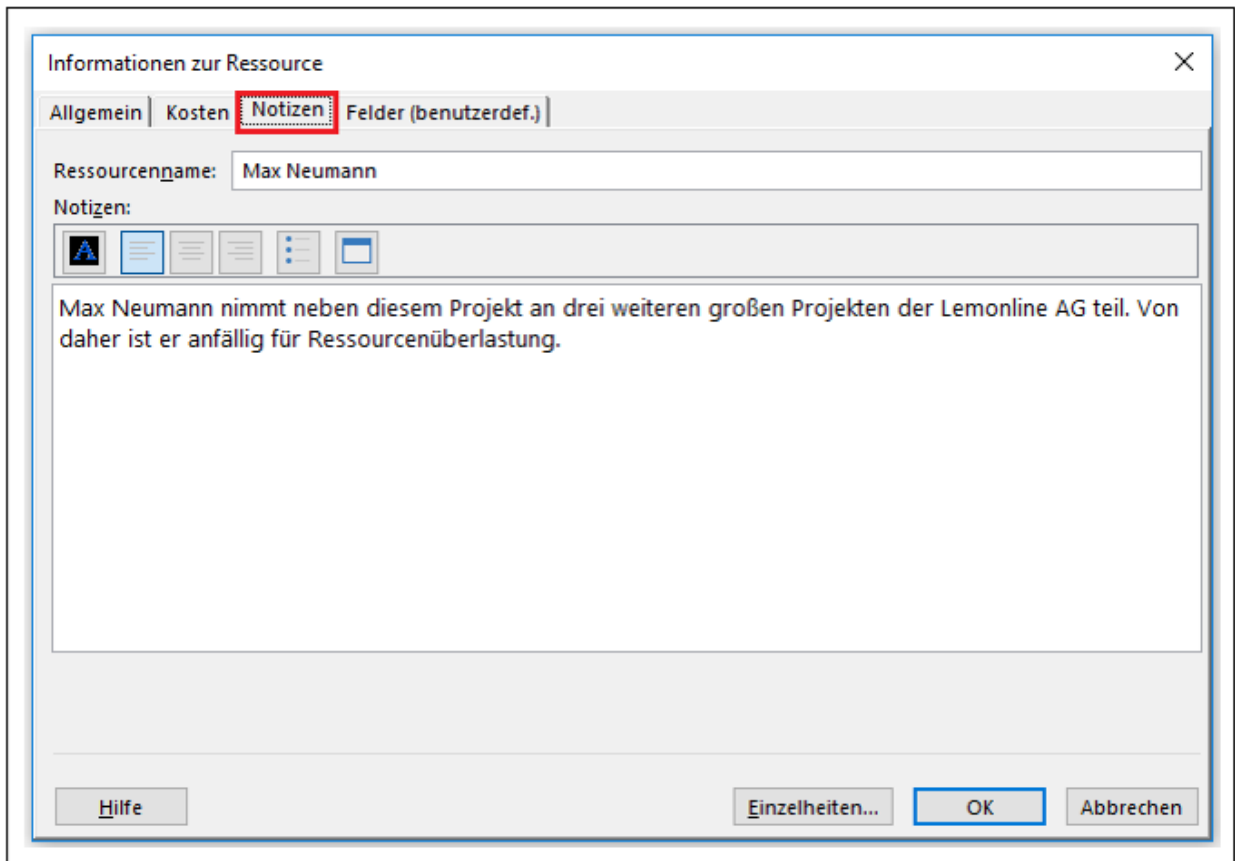 Informationen zur Ressource
Allgemein Kosten Notizen Felder (benutzerdef.)
Ressourcenname: Max Neumann
Notizen:
A
Max Neumann nimmt neben diesem Projekt an drei weiteren großen Projekten der Lemonline AG teil. Von
daher ist er anfällig für Ressourcenüberlastung.
Hilfe Einzelheiten... OK Abbrechen